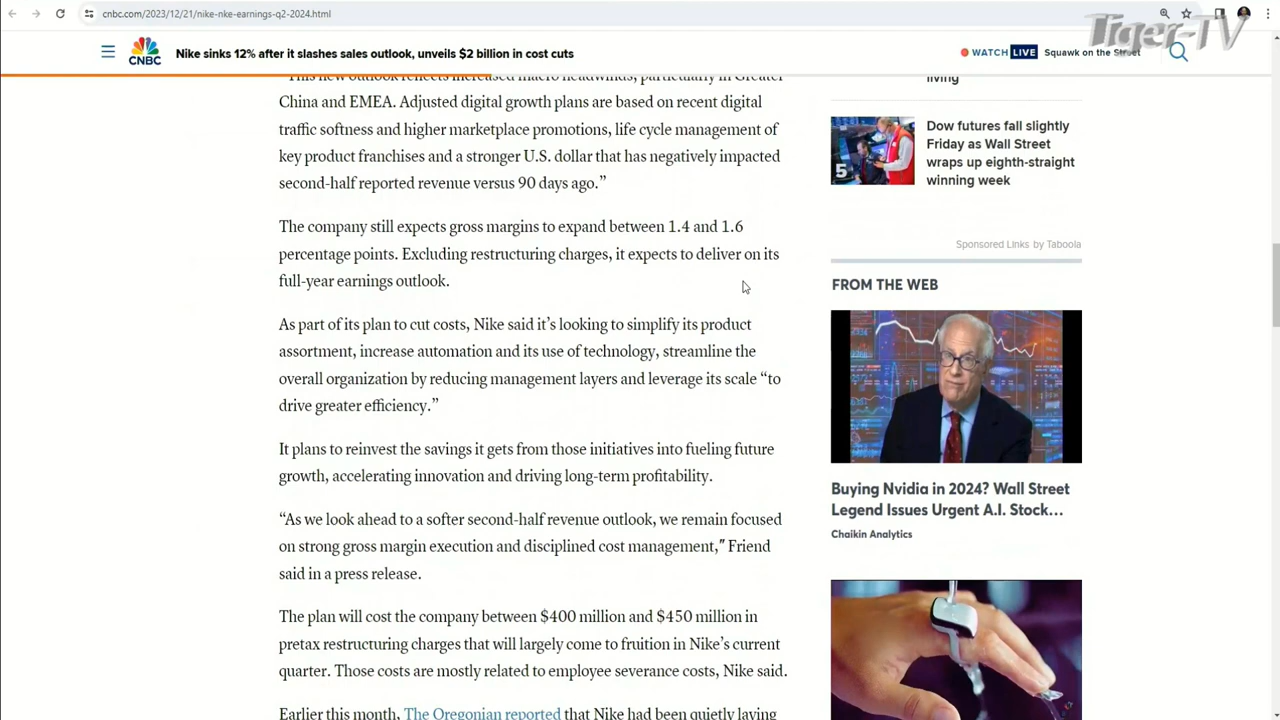 cnbc.com/2023/12/21/nike-nke-earnings-q2-2024.html
Tiger-TV
CNBC
Nike sinks 12% after it slashes sales outlook, unveils $2 billion in cost cuts
WATCH LIVE Squawk on the Street
"This new outlook reflects increased macro headwinds, particularly in Greater
China and EMEA. Adjusted digital growth plans are based on recent digital
traffic softness and higher marketplace promotions, life cycle management of
key product franchises and a stronger U.S. dollar that has negatively impacted
second-half reported revenue versus 90 days ago.”
The company still expects gross margins to expand between 1.4 and 1.6
percentage points. Excluding restructuring charges, it expects to deliver on its
full-year earnings outlook.
As part of its plan to cut costs, Nike said it’s looking to simplify its product
assortment, increase automation and its use of technology, streamline the
overall organization by reducing management layers and leverage its scale “to
drive greater efficiency.”
It plans to reinvest the savings it gets from those initiatives into fueling future
growth, accelerating innovation and driving long-term profitability.
“As we look ahead to a softer second-half revenue outlook, we remain focused
on strong gross margin execution and disciplined cost management," Friend
said in a press release.
The plan will cost the company between $400 million and $450 million in
pretax restructuring charges that will largely come to fruition in Nike’s current
quarter. Those costs are mostly related to employee severance costs, Nike said.
Earlier this month, The Oregonian reported that Nike had been quietly laying
living
5
Dow futures fall slightly
Friday as Wall Street
wraps up eighth-straight
winning week
Sponsored Links by Taboola
FROM THE WEB
Buying Nvidia in 2024? Wall Street
Legend Issues Urgent A.I. Stock…
Chaikin Analytics